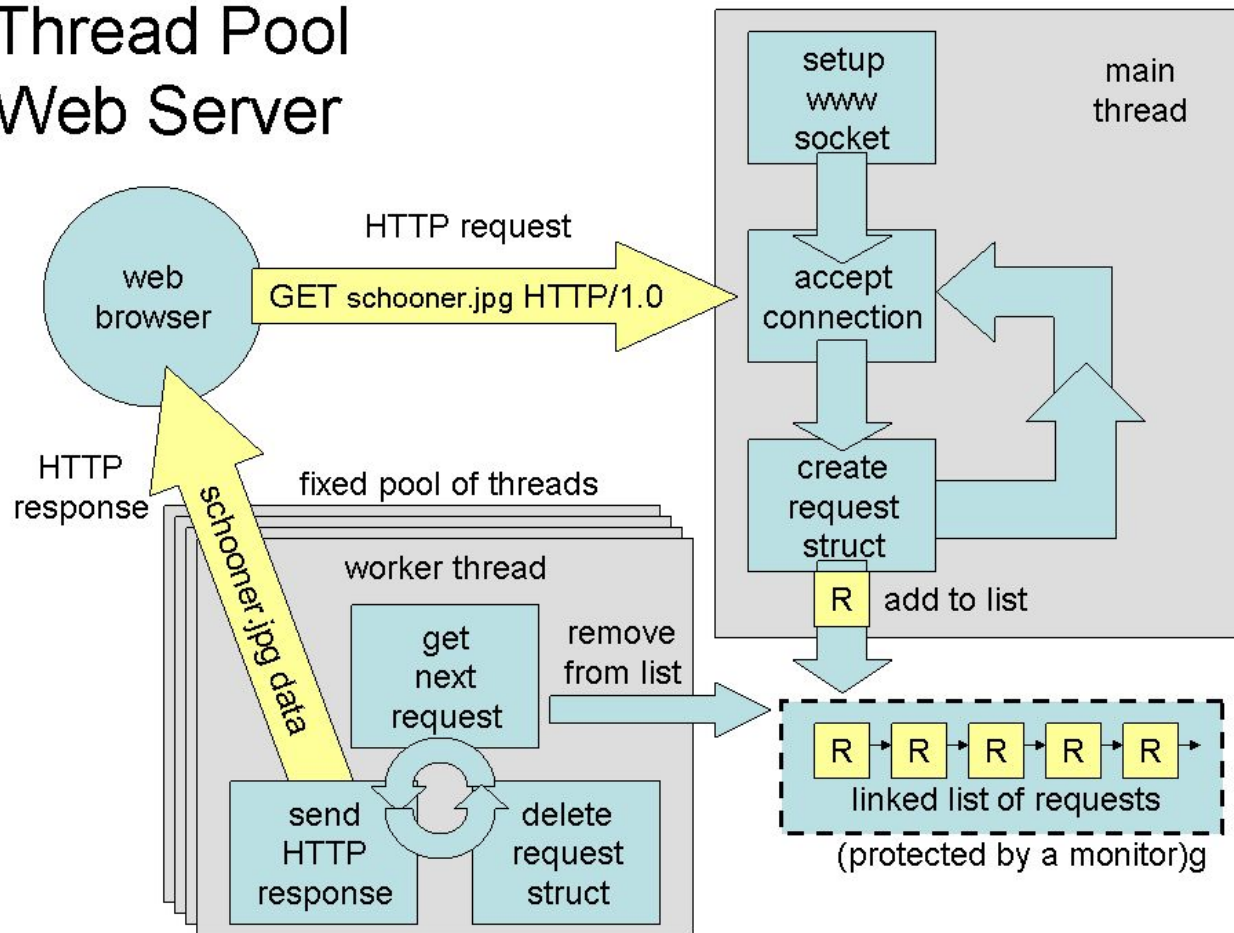 Thread Pool
Web Server
setup
www
socket
main
thread
HTTP request
web
browser
GET schooner.jpg HTTP/1.0
accept
connection
HTTP
response
schooner.jpg data
fixed pool of threads
create
request
struct
worker thread
R
add to list
get
next
request
remove
from list
R R R R R
linked list of requests
(protected by a monitor)g
send
HTTP
response
delete
request
struct